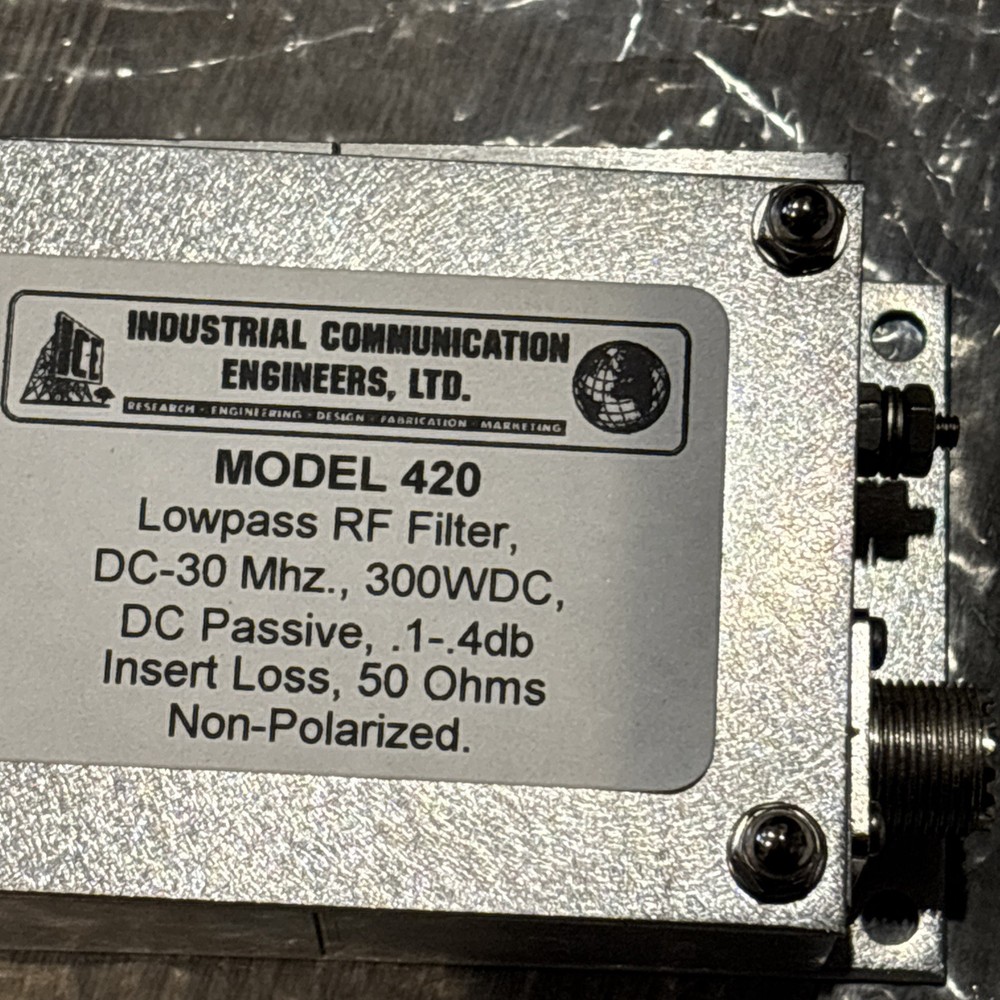 ICE
INDUSTRIAL COMMUNICATION
ENGINEERS, LTD.
RESEARCH - ENGINEERING - DESIGN - FABRICATION - MARKETING
MODEL 420
Lowpass RF Filter,
DC-30 Mhz., 300WDC,
DC Passive, .1-.4db
Insert Loss, 50 Ohms
Non-Polarized.